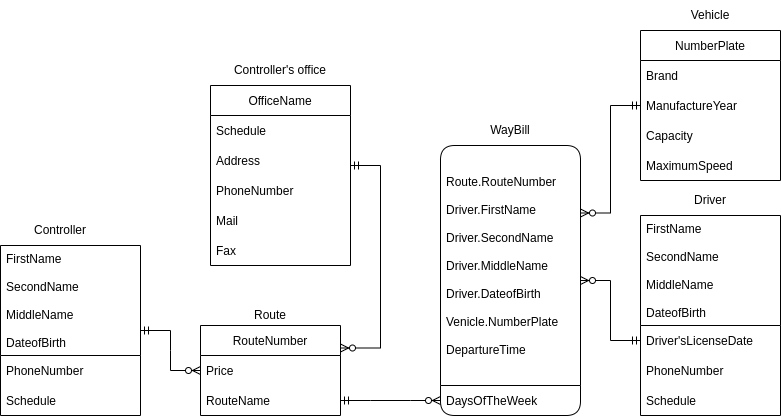 Vehicle
NumberPlate
Brand
ManufactureYear
Capacity
MaximumSpeed
Controller's office
OfficeName
Schedule
Address
PhoneNumber
Mail
Fax
WayBill
Route.RouteNumber
Driver.FirstName
Driver.SecondName
Driver.MiddleName
Driver.DateofBirth
Venicle.NumberPlate
DepartureTime
DaysOfTheWeek
Driver
FirstName
SecondName
MiddleName
DateofBirth
Driver'sLicenseDate
PhoneNumber
Schedule
Controller
FirstName
SecondName
MiddleName
DateofBirth
PhoneNumber
Schedule
Route
RouteNumber
Price
RouteName